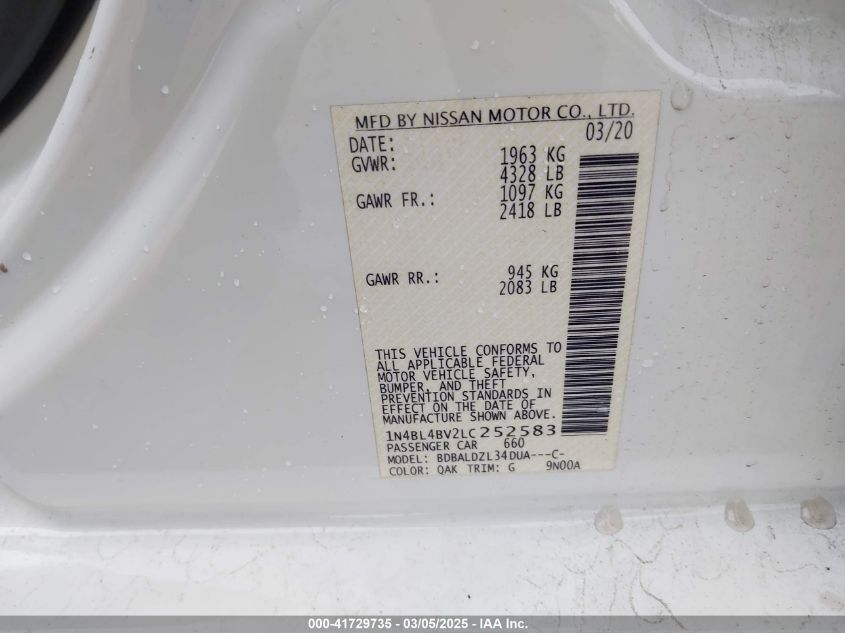 MFD BY NISSAN MOTOR CO., LTD.
DATE: 03/20
GVWR: 1963 KG
4328 LB
GAWR FR.: 1097 KG
2418 LB
GAWR RR.: 945 KG
2083 LB
THIS VEHICLE CONFORMS TO
ALL APPLICABLE FEDERAL
MOTOR VEHICLE SAFETY,
BUMPER, AND THEFT
PREVENTION STANDARDS IN
EFFECT ON THE DATE OF
MANUFACTURE SHOWN ABOVE.
1N4BL4BV2LC252583
PASSENGER CAR 660
MODEL: BDBALDZL34DUA---C-
COLOR: QAK TRIM: G 9N00A
000-41729735 - 03/05/2025 - IAA Inc.